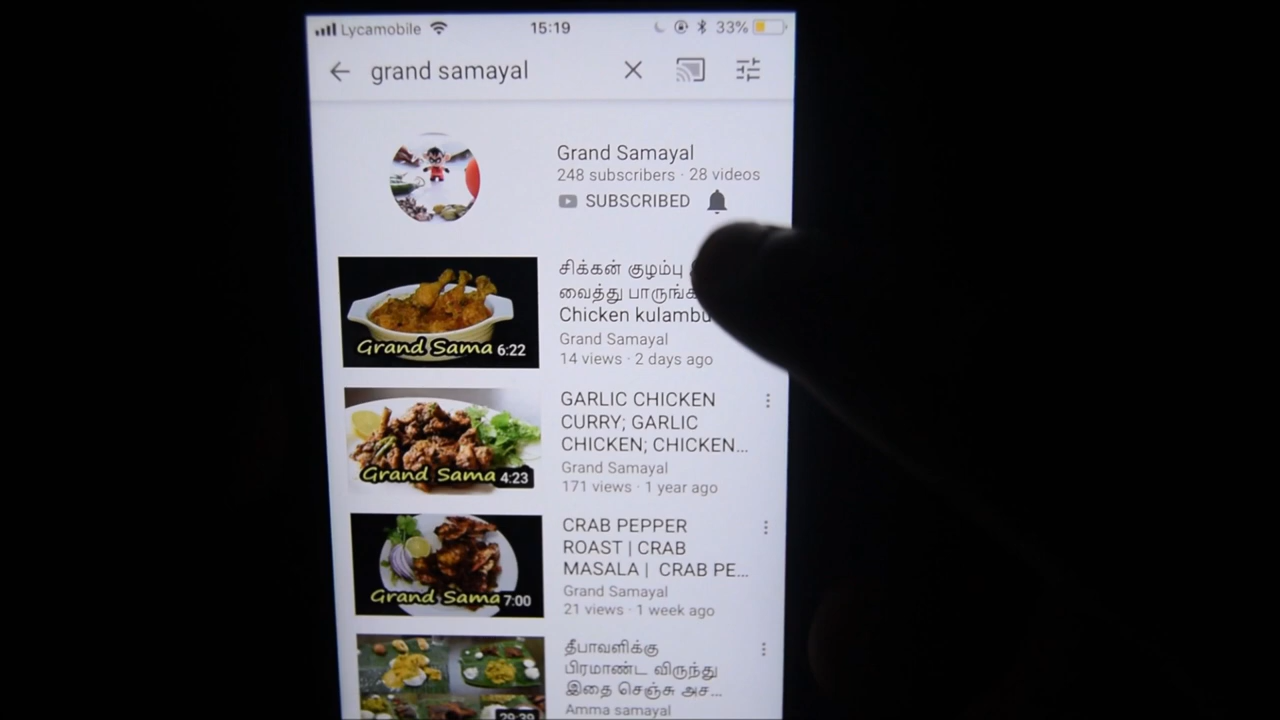 Lycamobile 15:19 33%
grand samayal
Grand Samayal
248 subscribers · 28 videos
SUBSCRIBED
சிக்கன் குழம்பு
வைத்து
Chicken kulambu
Grand Samayal
14 views · 2 days ago
Grand Sama 6:22
GARLIC CHICKEN
CURRY; GARLIC
CHICKEN; CHICKEN...
Grand Samayal
171 views · 1 year ago
Grand Sama 4:23
CRAB PEPPER
ROAST | CRAB
MASALA | CRAB PE...
Grand Samayal
21 views · 1 week ago
Grand Sama 7:00
தீபாவளிக்கு
பிரமாண்ட விருந்து
இதை செஞ்சு அச...
Amma samayal
29:39